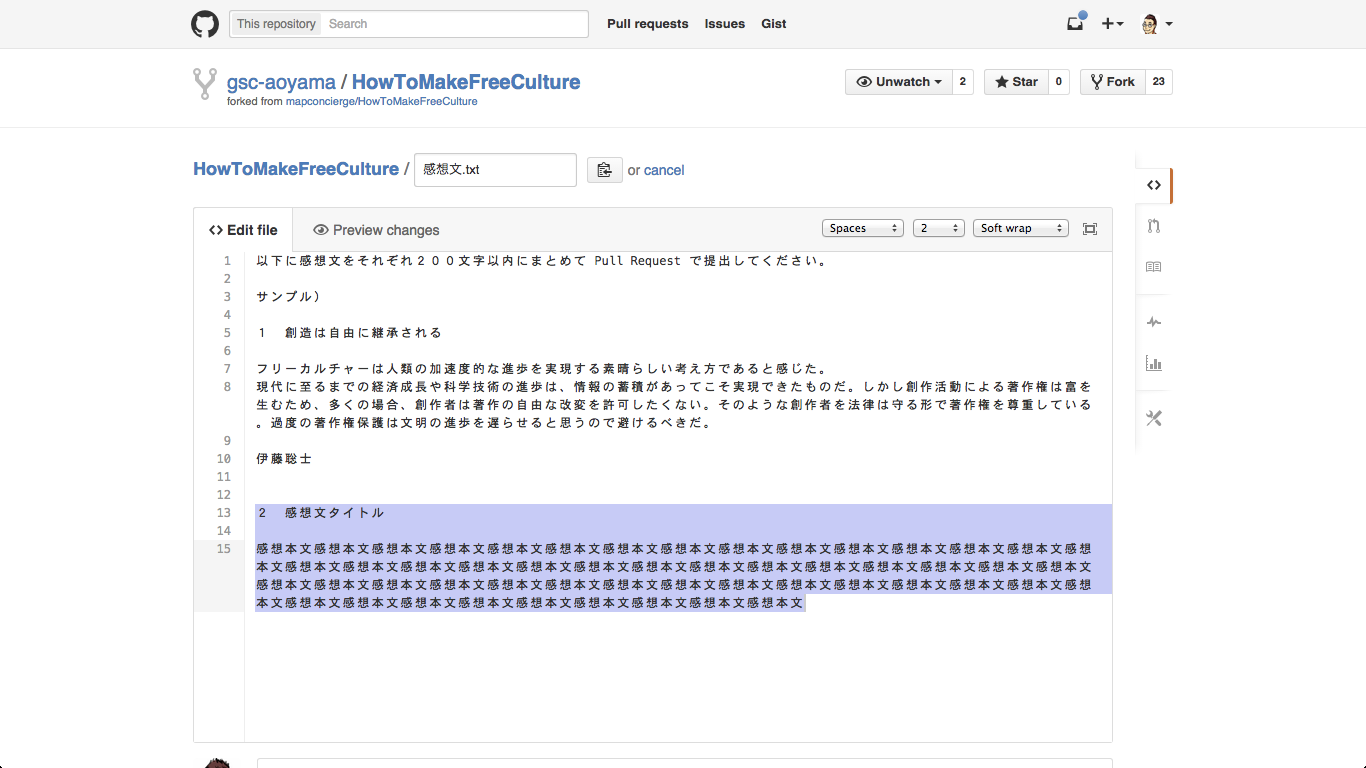 This repository Search Pull requests Issues Gist
gsc-aoyama / HowToMakeFreeCulture
forked from mapconcierge/HowToMakeFreeCulture
Unwatch 2 Star 0 Fork 23
HowToMakeFreeCulture / 感想文.txt or cancel
Edit file Preview changes Spaces 2 Soft wrap
1 以下に感想文をそれぞれ２００文字以内にまとめて Pull Request で提出してください。
2
3 サンプル）
4
5 １　創造は自由に継承される
6
7 フリーカルチャーは人類の加速度的な進歩を実現する素晴らしい考え方であると感じた。
8 現代に至るまでの経済成長や科学技術の進歩は、情報の蓄積があってこそ実現できたものだ。しかし創作活動による著作権は富を
生むため、多くの場合、創作者は著作の自由な改変を許可したくない。そのような創作者を法律は守る形で著作権を尊重している
。過度の著作権保護は文明の進歩を遅らせると思うので避けるべきだ。
9
10 伊藤聡士
11
12
13 ２　感想文タイトル
14
15 感想本文感想本文感想本文感想本文感想本文感想本文感想本文感想本文感想本文感想本文感想本文感想本文感想本文感想本文感想
本文感想本文感想本文感想本文感想本文感想本文感想本文感想本文感想本文感想本文感想本文感想本文感想本文感想本文感想本文
感想本文感想本文感想本文感想本文感想本文感想本文感想本文感想本文感想本文感想本文感想本文感想本文感想本文感想本文感想
本文感想本文感想本文感想本文感想本文感想本文感想本文感想本文感想本文感想本文